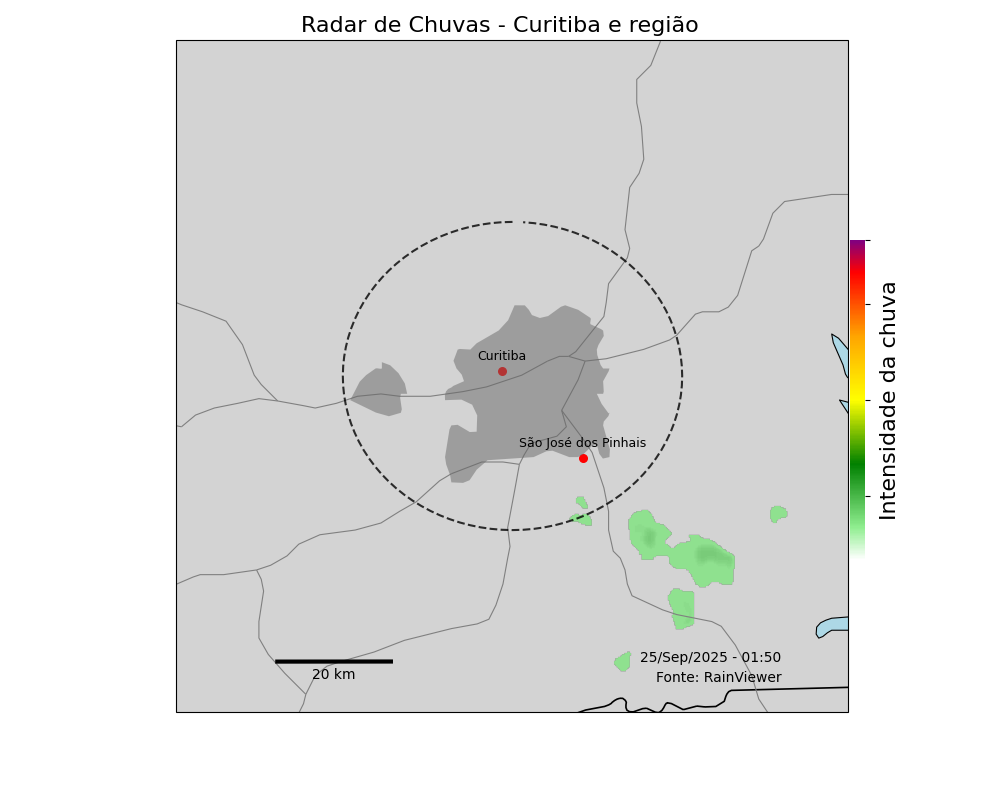 Radar de Chuvas - Curitiba e região
Curitiba
São José dos Pinhais
Intensidade da chuva
25/Sep/2025 - 01:50
20 km
Fonte: RainViewer